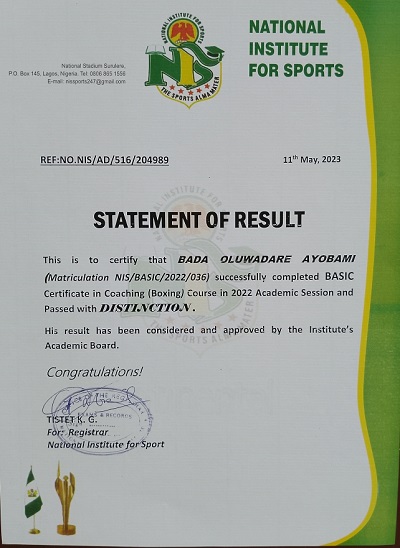 NATIONAL INSTITUTE FOR SPORTS
NIS
THE SPORTS ALMA MATER
NATIONAL
INSTITUTE
FOR SPORTS
National Stadium Surulere,
P.O. Box 145, Lagos, Nigeria. Tel: 0808 865 1556
E-mail: nissports247@gmail.com
REF:NO.NIS/AD/516/204989
11th May, 2023
STATEMENT OF RESULT
This is to certify that BADA OLUWADARE AYOBAMI
(Matriculation NIS/BASIC/2022/036) successfully completed BASIC
Certificate in Coaching (Boxing) Course in 2022 Academic Session and
Passed with DISTINCTION.
His result has been considered and approved by the Institute's
Academic Board.
Congratulations!
TISTET K. G.
For: Registrar
National Institute for Sport
EXAMS & RECORDS